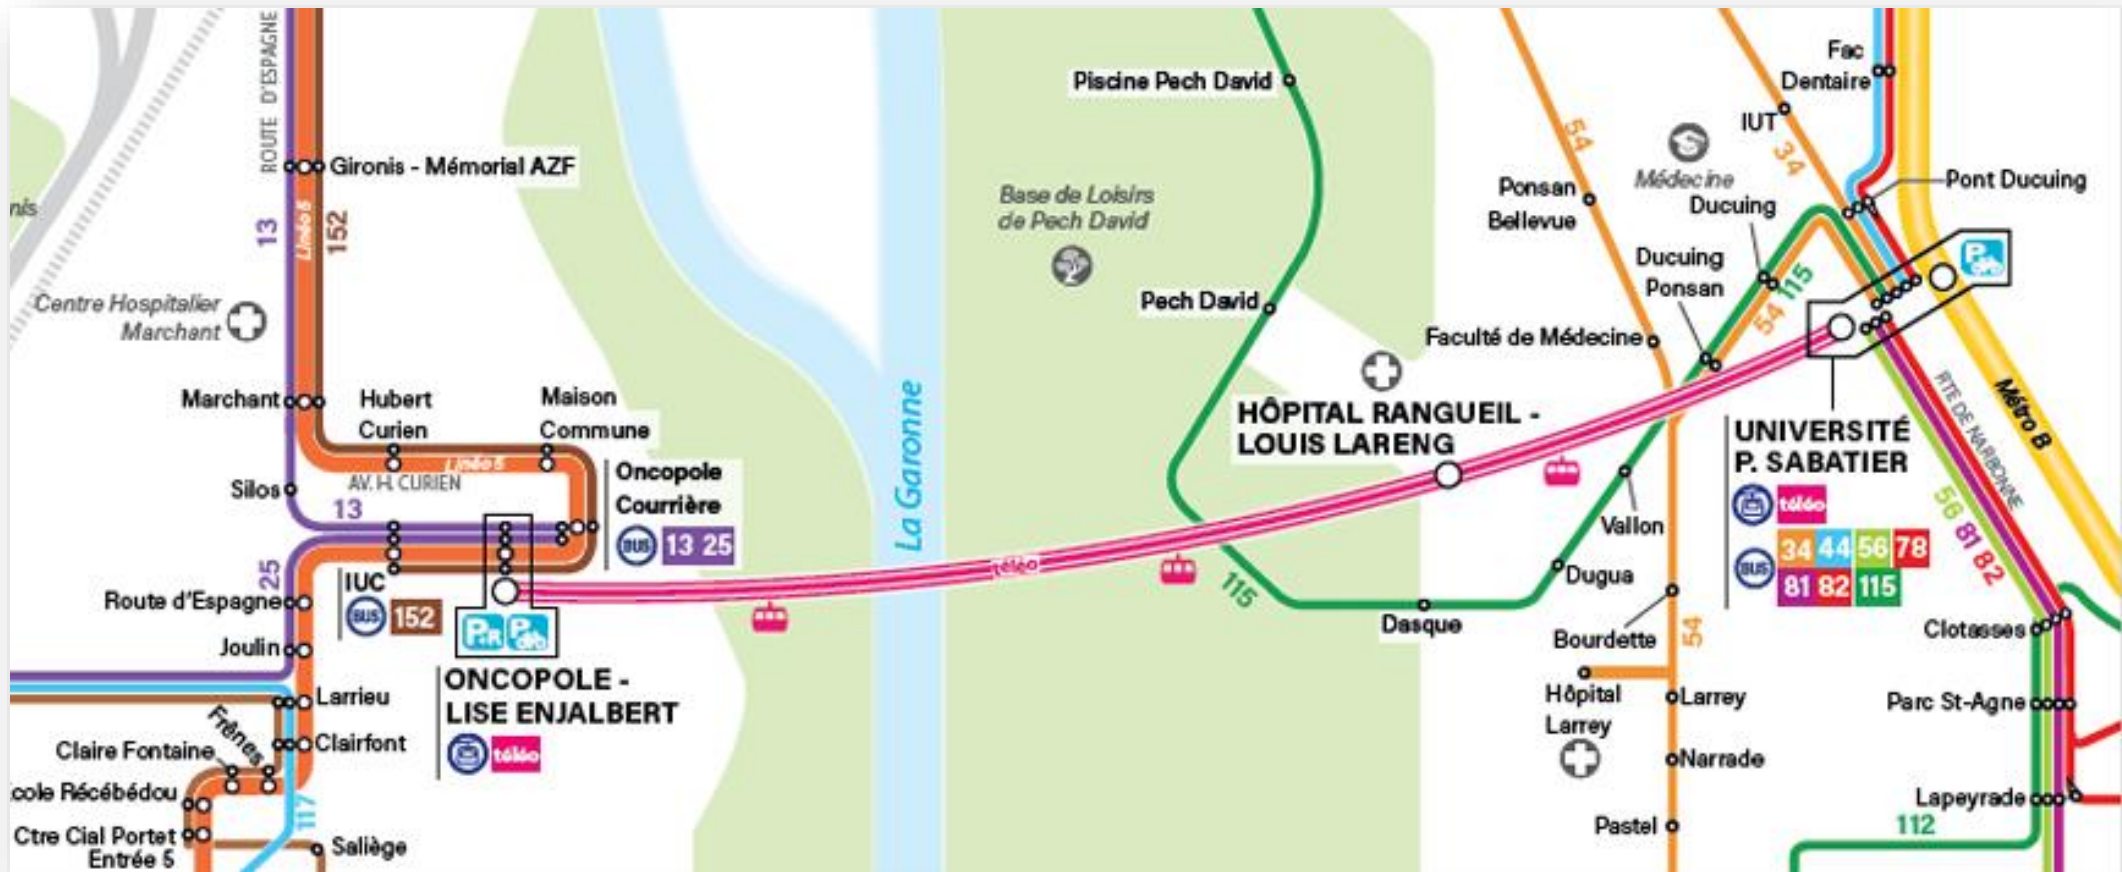 ROUTE D'ESPAGNE
Gironis - Mémorial AZF
13
Linéo 5
152
nis
Centre Hospitalier
Marchant
Marchant
Hubert
Curien
Maison
Commune
Linéo 5
AV. H. CURIEN
Silos
13
Oncopole
Courrière
BUS 13 25
25
Route d'Espagne
IUC
BUS 152
P+R P
Joulin
ONCOPOLE -
LISE ENJALBERT
téléo
Larrieu
Frênes
Clairfont
Claire Fontaine
cole Récébédou
117
Ctre Cial Portet
Entrée 5
Saliège
La Garonne
téléo
Piscine Pech David
Base de Loisirs
de Pech David
Pech David
115
HÔPITAL RANGUEIL -
LOUIS LARENG
Dasque
Dugua
Vallon
54
Ponsan
Bellevue
Faculté de Médecine
Médecine
Ducuing
Ducuing
Ponsan
54
115
IUT
34
Fac
Dentaire
Pont Ducuing
P
UNIVERSITÉ
P. SABATIER
téléo
BUS
34 44 56 78
81 82 115
RTE DE NARBONNE
Métro B
56 81 82
Bourdette
54
Hôpital
Larrey
Larrey
Narrade
Pastel
Clotasses
Parc St-Agne
Lapeyrade
112